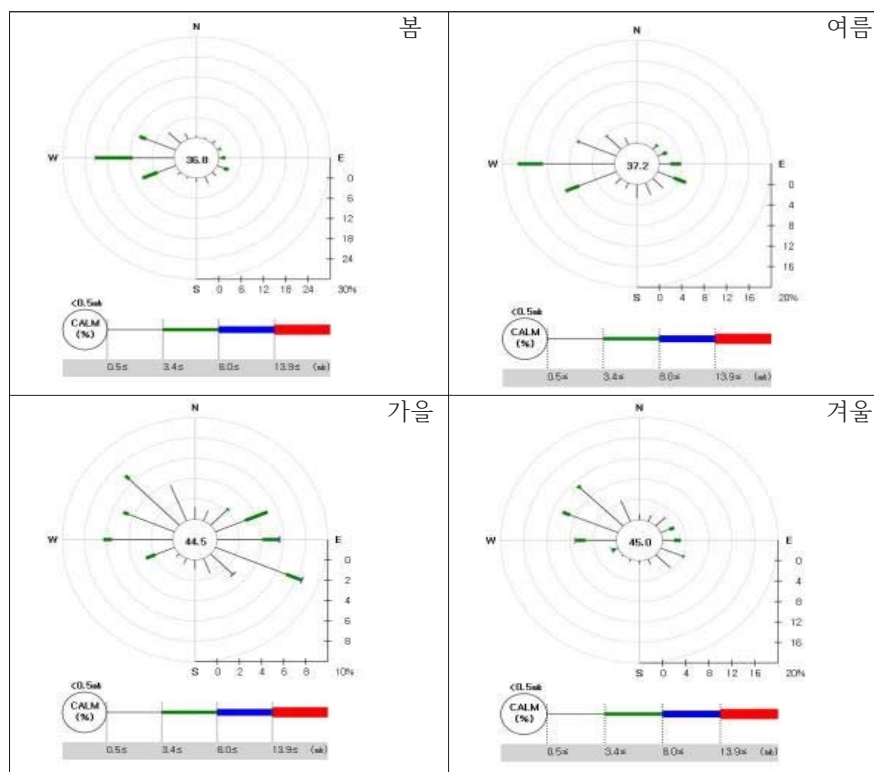 봄
N
W
E
36.8
0
6
12
18
24
S 0 6 12 18 24 30%
<0.5㎧
CALM
(%)
0.5≤ 3.4≤ 8.0≤ 13.9≤ (㎧)
여름
N
W
E
37.2
0
4
8
12
16
S 0 4 8 12 16 20%
<0.5㎧
CALM
(%)
0.5≤ 3.4≤ 8.0≤ 13.9≤ (㎧)
가을
N
W
E
44.5
0
2
4
6
8
S 0 2 4 6 8 10%
<0.5㎧
CALM
(%)
0.5≤ 3.4≤ 8.0≤ 13.9≤ (㎧)
겨울
N
W
E
45.0
0
4
8
12
16
S 0 4 8 12 16 20%
<0.5㎧
CALM
(%)
0.5≤ 3.4≤ 8.0≤ 13.9≤ (㎧)